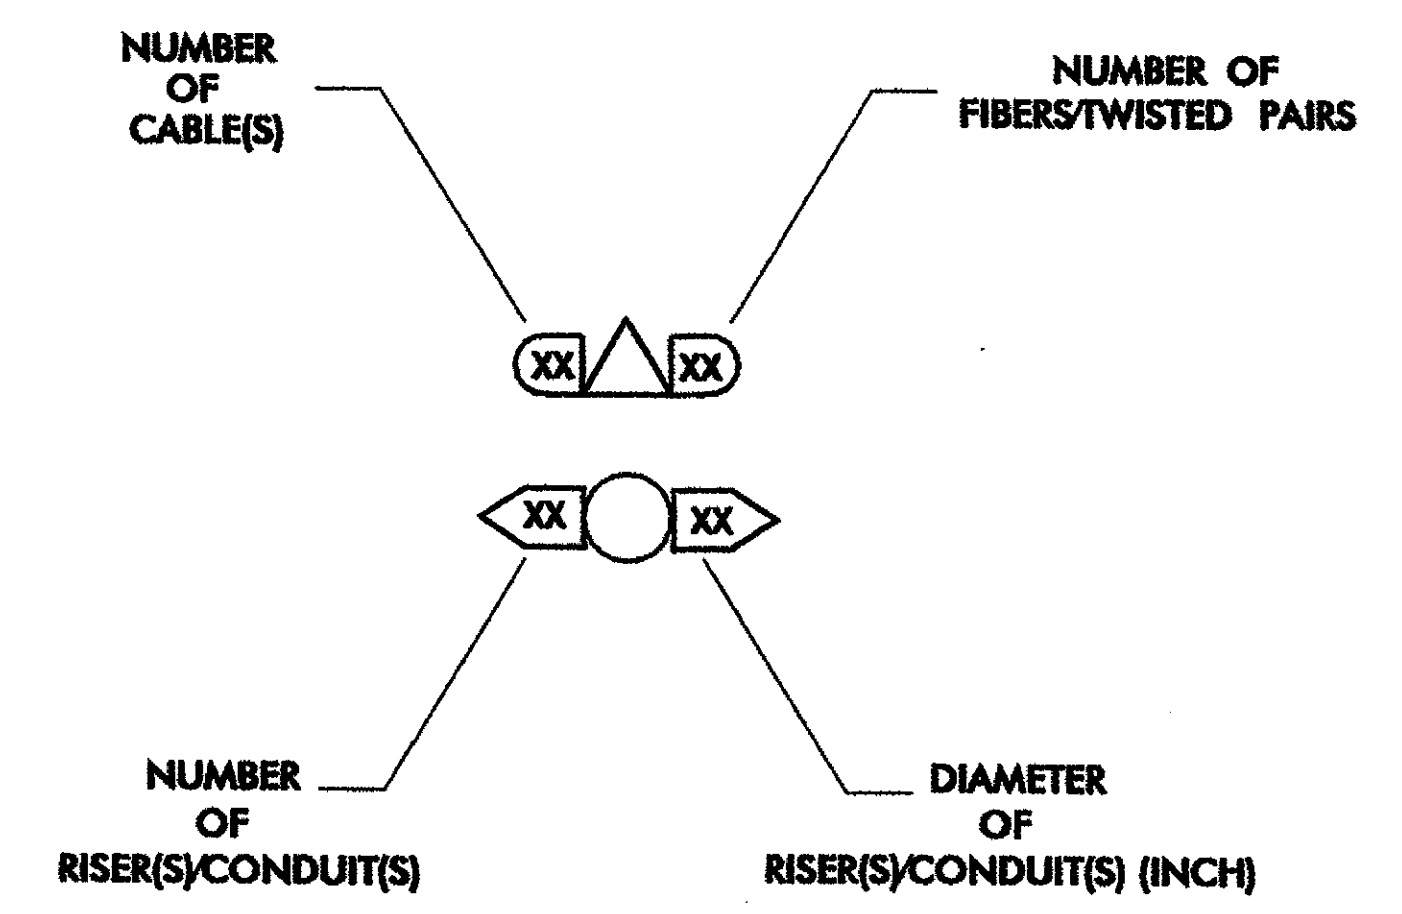 NUMBER
OF
CABLE(S)
NUMBER OF
FIBERS/TWISTED PAIRS
XX
XX
XX
XX
NUMBER
OF
RISER(S)/CONDUIT(S)
DIAMETER
OF
RISER(S)/CONDUIT(S) (INCH)